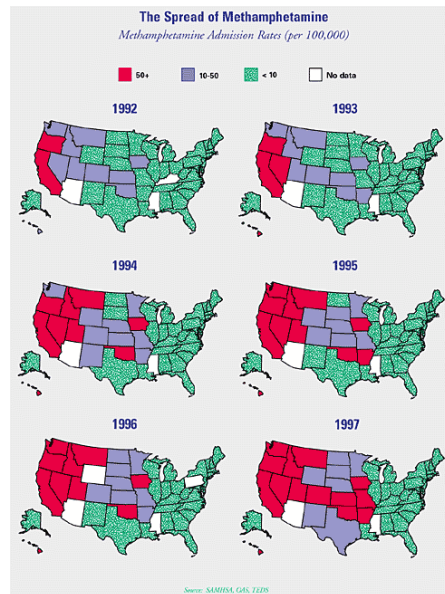 The Spread of Methamphetamine
Methamphetamine Admission Rates (per 100,000)
50+ 10-50 < 10 No data
1992 1993
1994 1995
1996 1997
Source: SAMHSA, OAS, TEDS